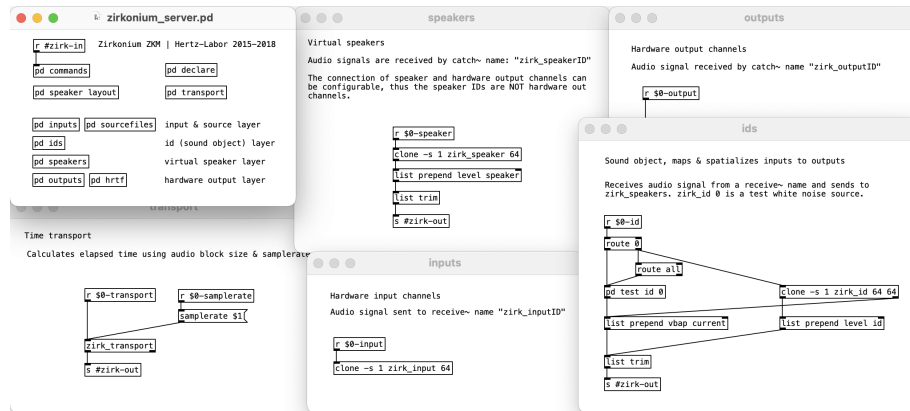 zirkonium_server.pd
r #zirk-in
Zirkonium ZKM | Hertz-Labor 2015-2018
pd commands
pd declare
pd speaker layout
pd transport
pd inputs
pd sourcefiles
input & source layer
pd ids
id (sound object) layer
pd speakers
virtual speaker layer
pd outputs
pd hrtf
hardware output layer
speakers
Virtual speakers
Audio signals are received by catch~ name: "zirk_speakerID"
The connection of speaker and hardware output channels can
be configurable, thus the speaker IDs are NOT hardware out
channels.
r $0-speaker
clone -s 1 zirk_speaker 64
list prepend level speaker
list trim
s #zirk-out
outputs
Hardware output channels
Audio signal received by catch~ name "zirk_outputID"
r $0-output
transport
Time transport
Calculates elapsed time using audio block size & samplerate
r $0-transport
r $0-samplerate
samplerate $1
zirk_transport
s #zirk-out
inputs
Hardware input channels
Audio signal sent to receive~ name "zirk_inputID"
r $0-input
clone -s 1 zirk_input 64
ids
Sound object, maps & spatializes inputs to outputs
Receives audio signal from a receive~ name and sends to
zirk_speakers. zirk_id 0 is a test white noise source.
r $0-id
route 0
route all
pd test id 0
clone -s 1 zirk_id 64 64
list prepend vbap current
list prepend level id
list trim
s #zirk-out